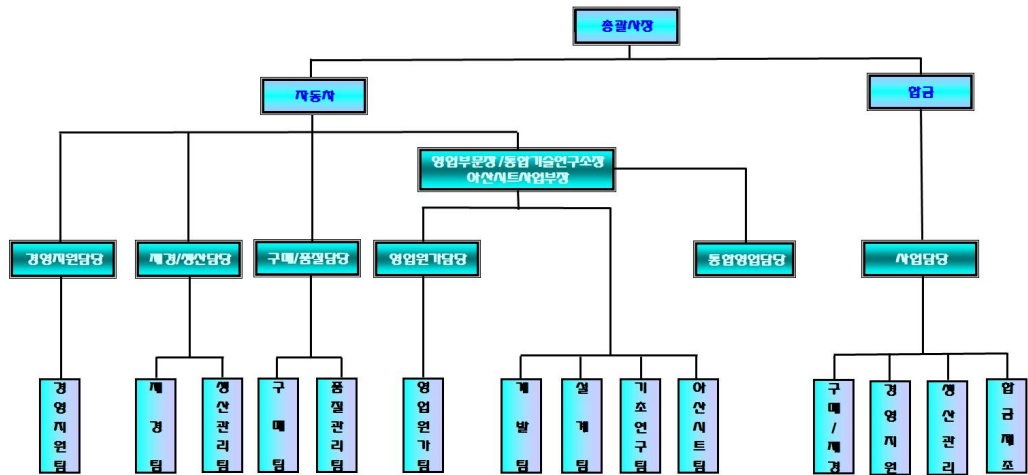 총괄사장
자동차
합금
영업부문장/통합기술연구소장
아산시트사업부장
경영지원담당
재경/생산담당
구매/품질담당
영업원가담당
통합영업담당
사업담당
경영지원팀
재경팀
생산관리팀
구매팀
품질관리팀
영업원가팀
개발팀
설계팀
기초연구팀
아산시트팀
구매/재경
경영지원
생산관리
합금제조